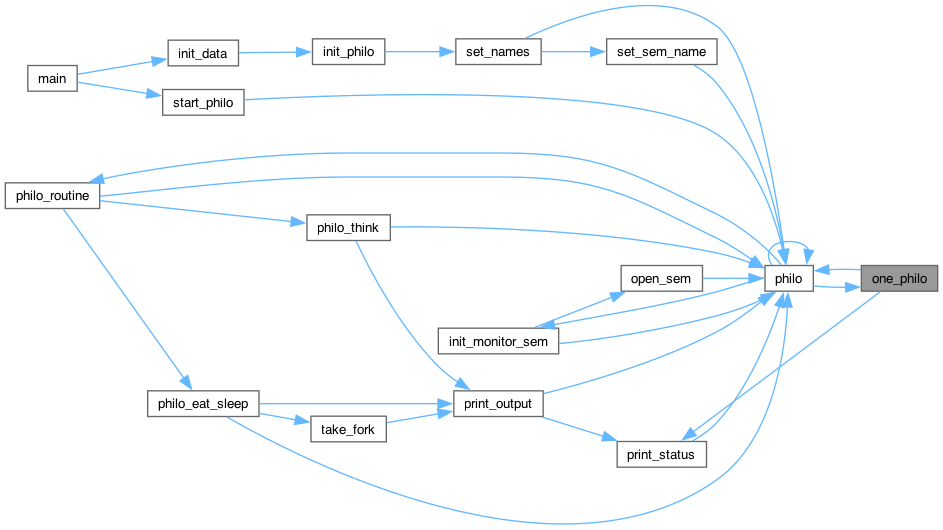 main
init_data
init_philo
set_names
set_sem_name
start_philo
philo_routine
philo_think
open_sem
philo
one_philo
init_monitor_sem
philo_eat_sleep
print_output
take_fork
print_status